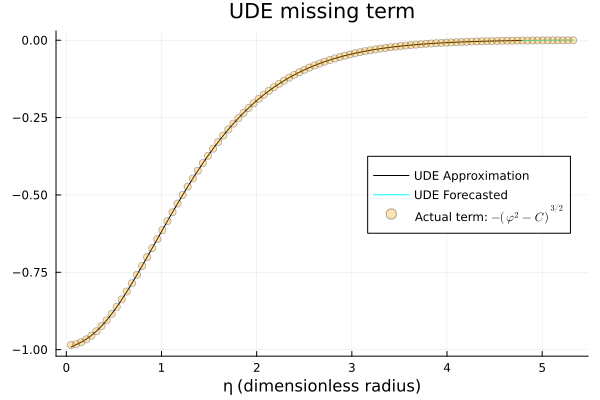 UDE missing term
0.00
−0.25
−0.50
−0.75
−1.00
UDE Approximation
UDE Forecasted
Actual term: −(φ² − C)^{3/2}
0 1 2 3 4 5
η (dimensionless radius)